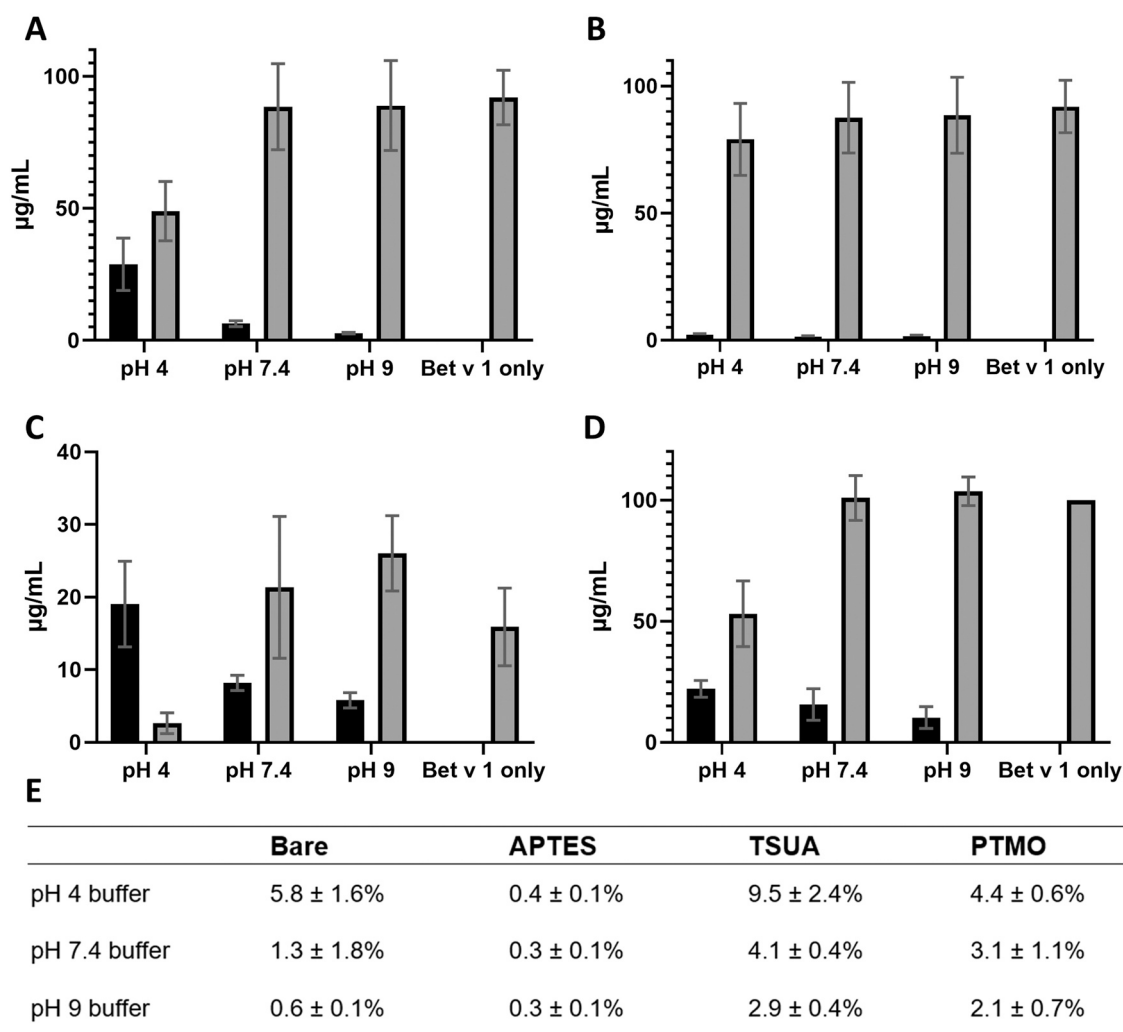 A
µg/mL
100
50
0
pH 4 pH 7.4 pH 9 Bet v 1 only
B
µg/mL
100
50
0
pH 4 pH 7.4 pH 9 Bet v 1 only
C
µg/mL
40
30
20
10
0
pH 4 pH 7.4 pH 9 Bet v 1 only
D
µg/mL
100
50
0
pH 4 pH 7.4 pH 9 Bet v 1 only
E
Bare APTES TSUA PTMO
pH 4 buffer 5.8 ± 1.6% 0.4 ± 0.1% 9.5 ± 2.4% 4.4 ± 0.6%
pH 7.4 buffer 1.3 ± 1.8% 0.3 ± 0.1% 4.1 ± 0.4% 3.1 ± 1.1%
pH 9 buffer 0.6 ± 0.1% 0.3 ± 0.1% 2.9 ± 0.4% 2.1 ± 0.7%